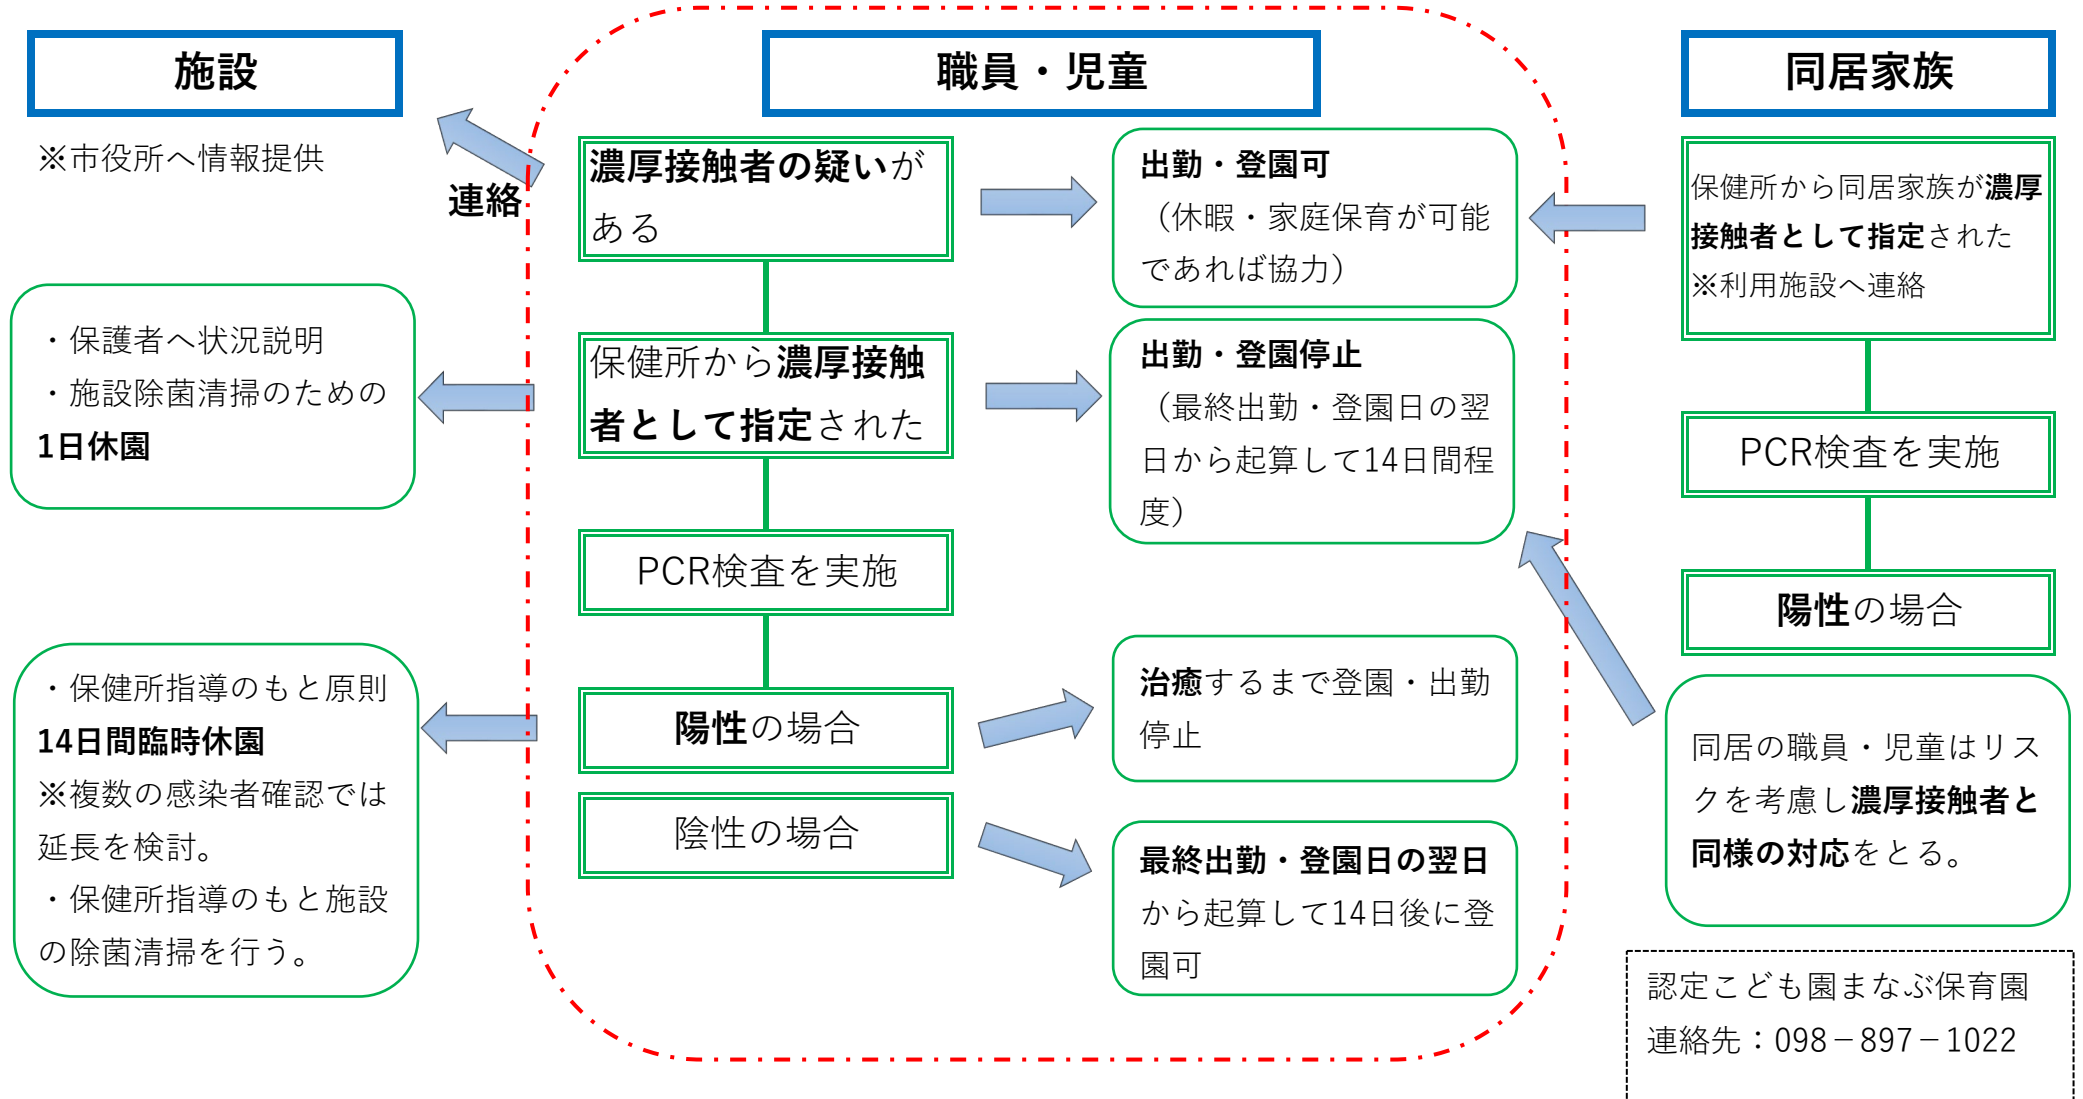 施設
※市役所へ情報提供
連絡
・保護者へ状況説明
・施設除菌清掃のための
1日休園
・保健所指導のもと原則
14日間臨時休園
※複数の感染者確認では
延長を検討。
・保健所指導のもと施設
の除菌清掃を行う。
職員・児童
濃厚接触者の疑いが
ある
保健所から濃厚接触
者として指定された
PCR検査を実施
陽性の場合
陰性の場合
出勤・登園可
（休暇・家庭保育が可能
であれば協力）
出勤・登園停止
（最終出勤・登園日の翌
日から起算して14日間程
度）
治癒するまで登園・出勤
停止
最終出勤・登園日の翌日
から起算して14日後に登
園可
同居家族
保健所から同居家族が濃厚
接触者として指定された
※利用施設へ連絡
PCR検査を実施
陽性の場合
同居の職員・児童はリス
クを考慮し濃厚接触者と
同様の対応をとる。
認定こども園まなぶ保育園
連絡先：098－897－1022